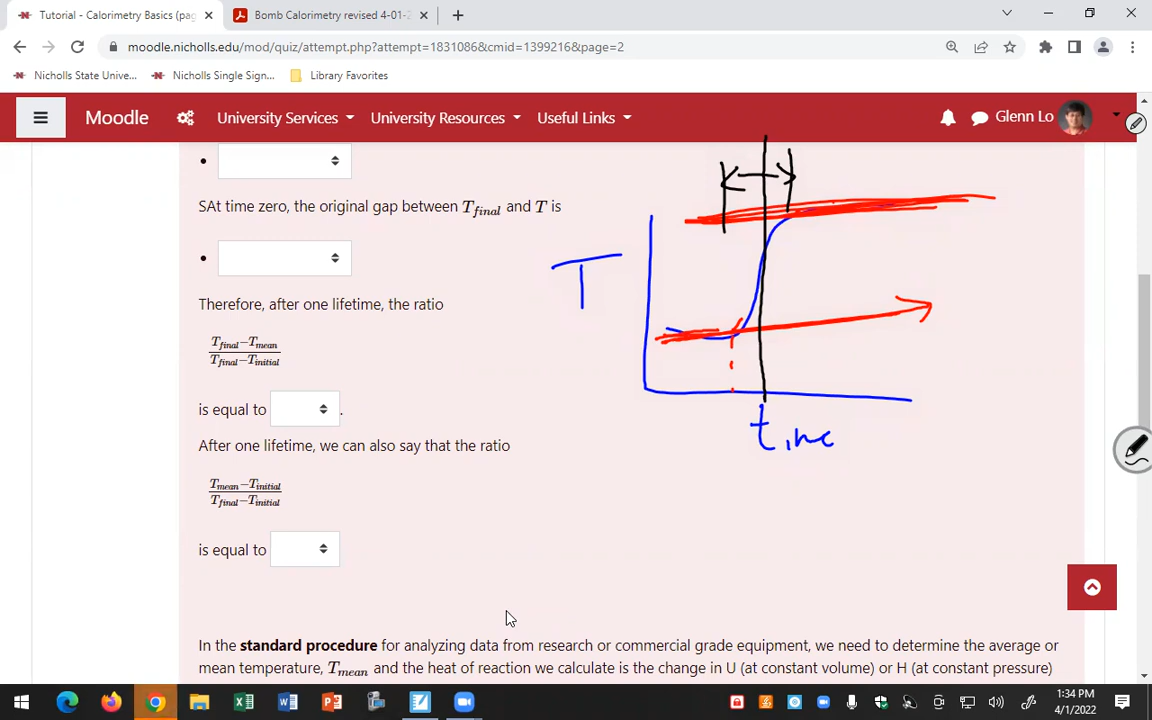 Tutorial - Calorimetry Basics (pag
Bomb Calorimetry revised 4-01-2
moodle.nicholls.edu/mod/quiz/attempt.php?attempt=1831086&cmid=1399216&page=2
Nicholls State Unive...
Nicholls Single Sign...
Library Favorites
Moodle
University Services
University Resources
Useful Links
Glenn Lo
SAt time zero, the original gap between T_final and T is
Therefore, after one lifetime, the ratio
T_final−T_mean
T_final−T_initial
is equal to .
After one lifetime, we can also say that the ratio
T_mean−T_initial
T_final−T_initial
is equal to
T
time
In the standard procedure for analyzing data from research or commercial grade equipment, we need to determine the average or
mean temperature, T_mean and the heat of reaction we calculate is the change in U (at constant volume) or H (at constant pressure)
1:34 PM
4/1/2022